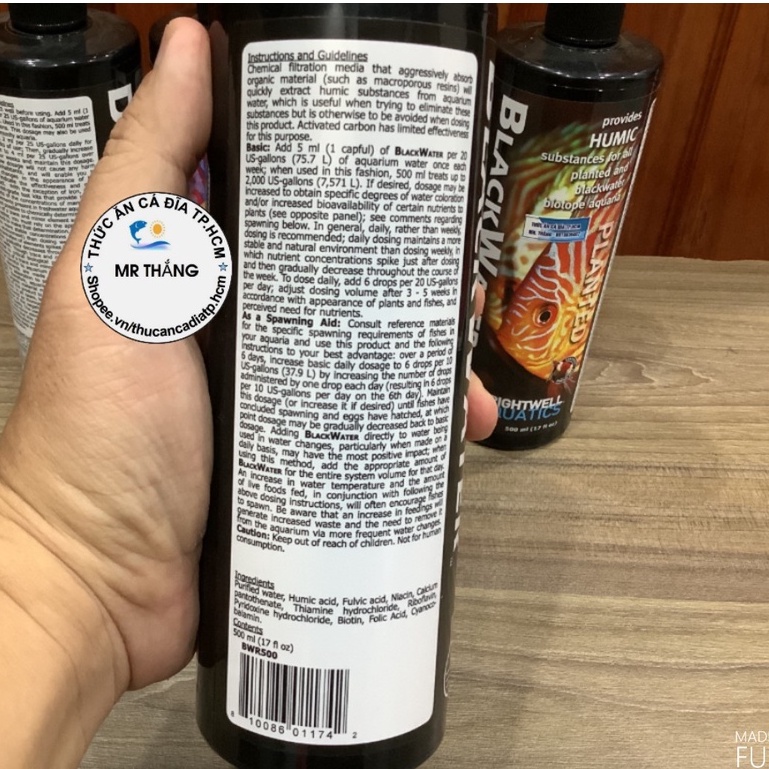 Instructions and Guidelines
Chemical filtration media that aggressively absorb
organic material (such as macroporous resins) will
quickly extract humic substances from aquarium
water, which is useful when trying to eliminate these
substances but is otherwise to be avoided when dosing
this product. Activated carbon has limited effectiveness
for this purpose.
Basic: Add 5 ml (1 capful) of BLACKWATER per 20
US-gallons (75.7 L) of aquarium water once each
week; when used in this fashion, 500 ml treats up to
2,000 US-gallons (7,571 L). If desired, dosage may be
increased to obtain specific degrees of water coloration
and/or increased bioavailability of certain nutrients to
plants (see opposite panel); see comments regarding
spawning below. In general, daily, rather than weekly,
dosing is recommended; daily dosing maintains a more
stable and natural environment than dosing weekly, in
which nutrient concentrations spike just after dosing
and then gradually decrease throughout the course of
the week. To dose daily, add 6 drops per 20 US-gallons
per day; adjust dosing volume after 3 - 5 weeks in
accordance with appearance of plants and fishes, and
perceived need for nutrients.
As a Spawning Aid: Consult reference materials
for the specific spawning requirements of fishes in
your aquaria and use this product and the following
instructions to your best advantage: over a period of
6 days, increase basic daily dosage to 6 drops per 10
US-gallons (37.9 L) by increasing the number of drops
administered by one drop each day (resulting in 6 drops
per 10 US-gallons per day on the 6th day). Maintain
this dosage (or increase it if desired) until fishes have
concluded spawning and eggs have hatched, at which
point dosage may be gradually decreased back to basic
dosage. Adding BLACKWATER directly to water being
used in water changes, particularly when made on a
daily basis, may have the most positive impact; when
using this method, add the appropriate amount of
BLACKWATER for the entire system volume for that day.
An increase in water temperature and the amount
of live foods fed, in conjunction with following the
above dosing instructions, will often encourage fishes
to spawn. Be aware that an increase in feedings will
generate increased waste and the need to remove it
from the aquarium via more frequent water changes.
Caution: Keep out of reach of children. Not for human
consumption.
Ingredients
Purified water, Humic acid, Fulvic acid, Niacin, Calcium
pantothenate, Thiamine hydrochloride, Riboflavin,
Pyridoxine hydrochloride, Biotin, Folic Acid, Cyanoco-
balamin.
Contents
500 ml (17 fl oz)
BWR500
8 10086 01174 2
THỨC ĂN CÁ ĐĨA TP.HCM
MR THẮNG
Shopee.vn/thucancadiatp.hcm
BLACKWATER
provides
HUMIC
substances for all
planted and
blackwater
biotope aquaria
PLANTED
BRIGHTWELL
AQUATICS
500 ml (17 fl oz)
MAD
FU